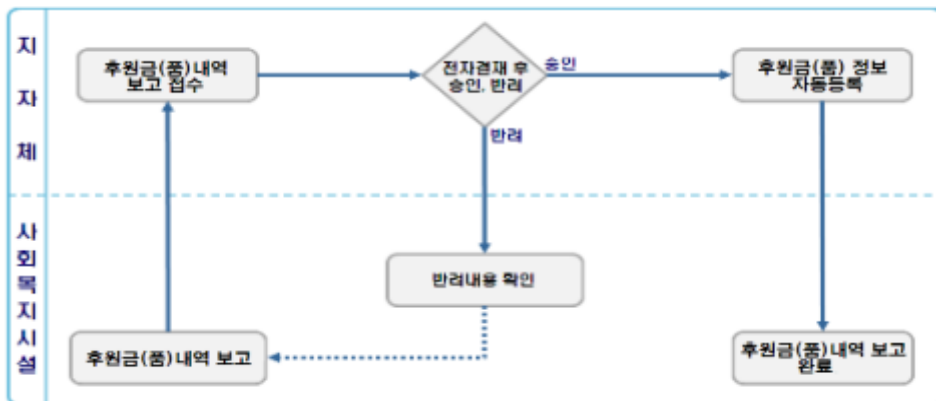 지
자
체
후원금(품)내역
보고 접수
전자결재 후
승인, 반려
승인
후원금(품) 정보
자동등록
반려
사
회
복
지
시
설
반려내용 확인
후원금(품)내역 보고
후원금(품)내역 보고
완료